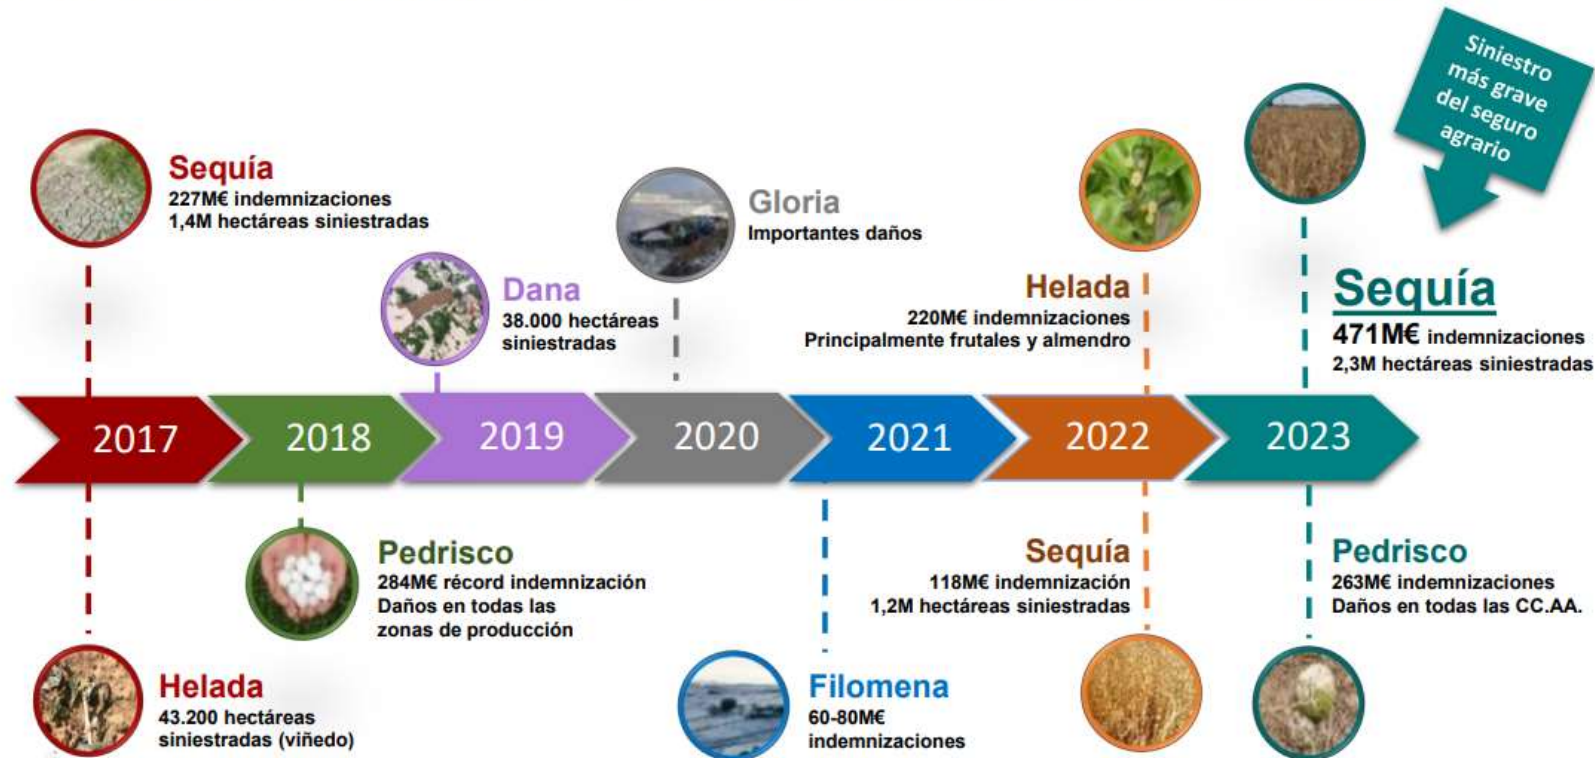 Siniestro
más grave
del seguro
agrario
Sequía
227M€ indemnizaciones
1,4M hectáreas siniestradas
Gloria
Importantes daños
Dana
38.000 hectáreas
siniestradas
Helada
220M€ indemnizaciones
Principalmente frutales y almendro
Sequía
471M€ indemnizaciones
2,3M hectáreas siniestradas
2017
2018
2019
2020
2021
2022
2023
Pedrisco
284M€ récord indemnización
Daños en todas las
zonas de producción
Sequía
118M€ indemnización
1,2M hectáreas siniestradas
Pedrisco
263M€ indemnizaciones
Daños en todas las CC.AA.
Helada
43.200 hectáreas
siniestradas (viñedo)
Filomena
60-80M€
indemnizaciones